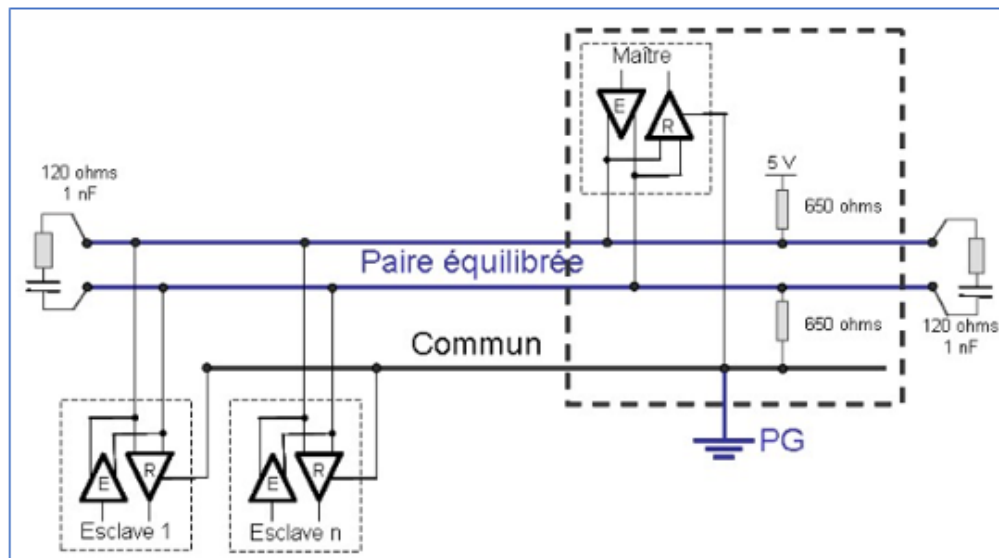 Maître
E
R
120 ohms
1 nF
5 V
650 ohms
Paire équilibrée
650 ohms
120 ohms
1 nF
Commun
PG
E
R
Esclave 1
E
R
Esclave n